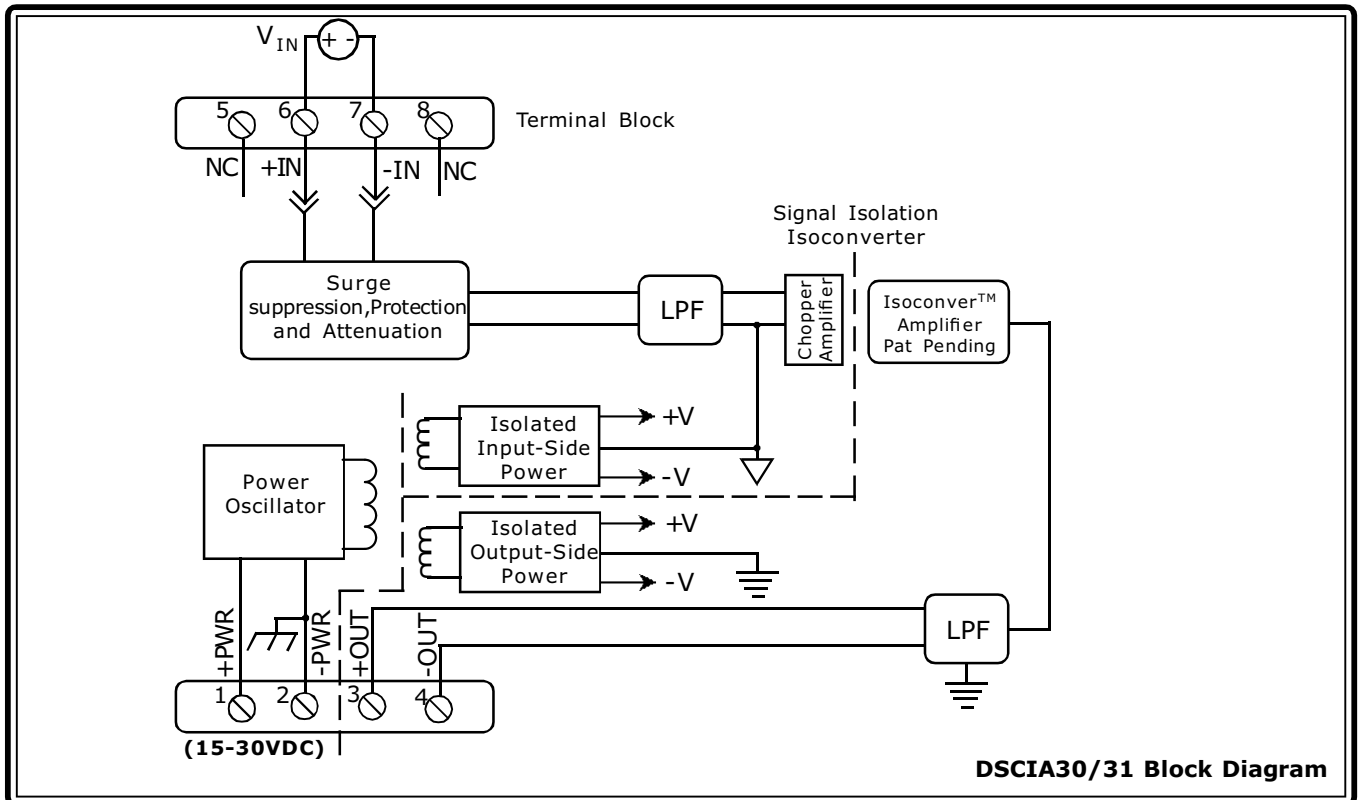 V IN
+ -
5 6 7 8
Terminal Block
NC +IN -IN NC
Signal Isolation
Isoconverter
Surge
suppression,Protection
and Attenuation
LPF
Chopper
Amplifier
Isoconver™
Amplifier
Pat Pending
Isolated
Input-Side
Power
+V
-V
Power
Oscillator
Isolated
Output-Side
Power
+V
-V
+PWR
-PWR
+OUT
-OUT
LPF
1 2 3 4
(15-30VDC)
DSCIA30/31 Block Diagram